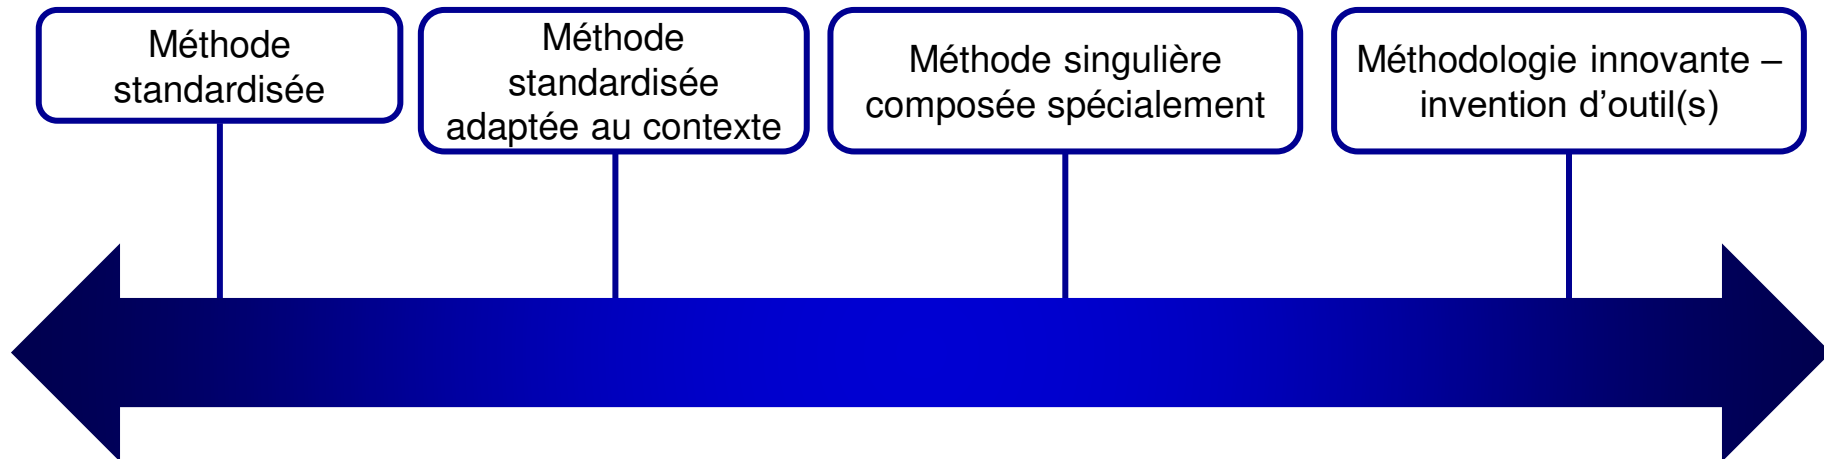 Méthode
standardisée
Méthode
standardisée
adaptée au contexte
Méthode singulière
composée spécialement
Méthodologie innovante –
invention d’outil(s)